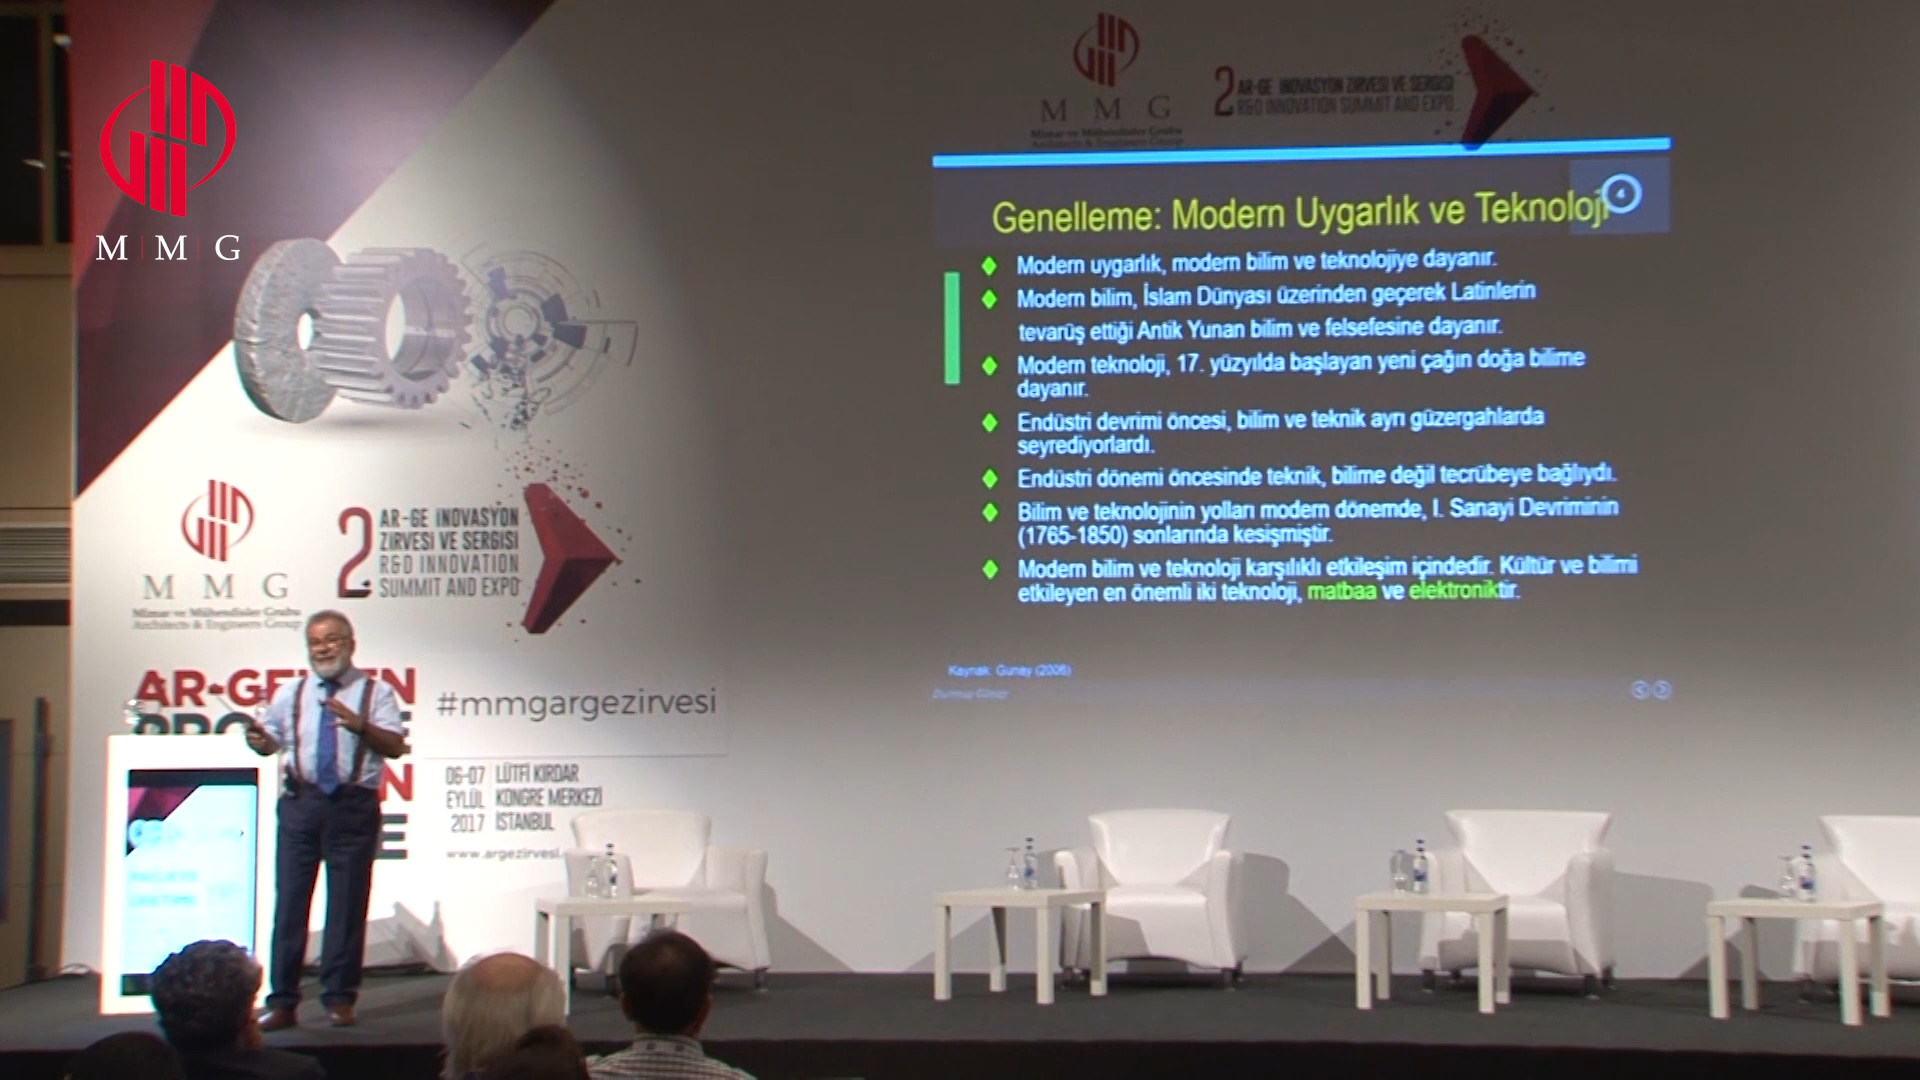 M M G
M M G
Mimar ve Mühendisler Grubu
Architects & Engineers Group
2 AR-GE INOVASYON ZIRVESI VE SERGISI
R&D INNOVATION SUMMIT AND EXPO
4
Genelleme: Modern Uygarlık ve Teknoloji
Modern uygarlık, modern bilim ve teknolojiye dayanır.
Modern bilim, İslam Dünyası üzerinden geçerek Latinlerin
tevarüş ettiği Antik Yunan bilim ve felsefesine dayanır.
Modern teknoloji, 17. yüzyılda başlayan yeni çağın doğa bilime
dayanır.
Endüstri devrimi öncesi, bilim ve teknik ayrı güzergahlarda
seyrediyorlardı.
Endüstri dönemi öncesinde teknik, bilime değil tecrübeye bağlıydı.
Bilim ve teknolojinin yolları modern dönemde, I. Sanayi Devriminin
(1765-1850) sonlarında kesişmiştir.
Modern bilim ve teknoloji karşılıklı etkileşim içindedir. Kültür ve bilimi
etkileyen en önemli iki teknoloji, matbaa ve elektroniktir.
Kaynak: Gunay (2006)
Durmuş Günay
M M G
Mimar ve Mühendisler Grubu
Architects & Engineers Group
2 AR-GE INOVASYON
ZIRVESI VE SERGISI
R&D INNOVATION
SUMMIT AND EXPO
#mmgargezirvesi
06-07 LÜTFİ KIRDAR
EYLÜL KONGRE MERKEZİ
2017 İSTANBUL
www.argezirvesi.